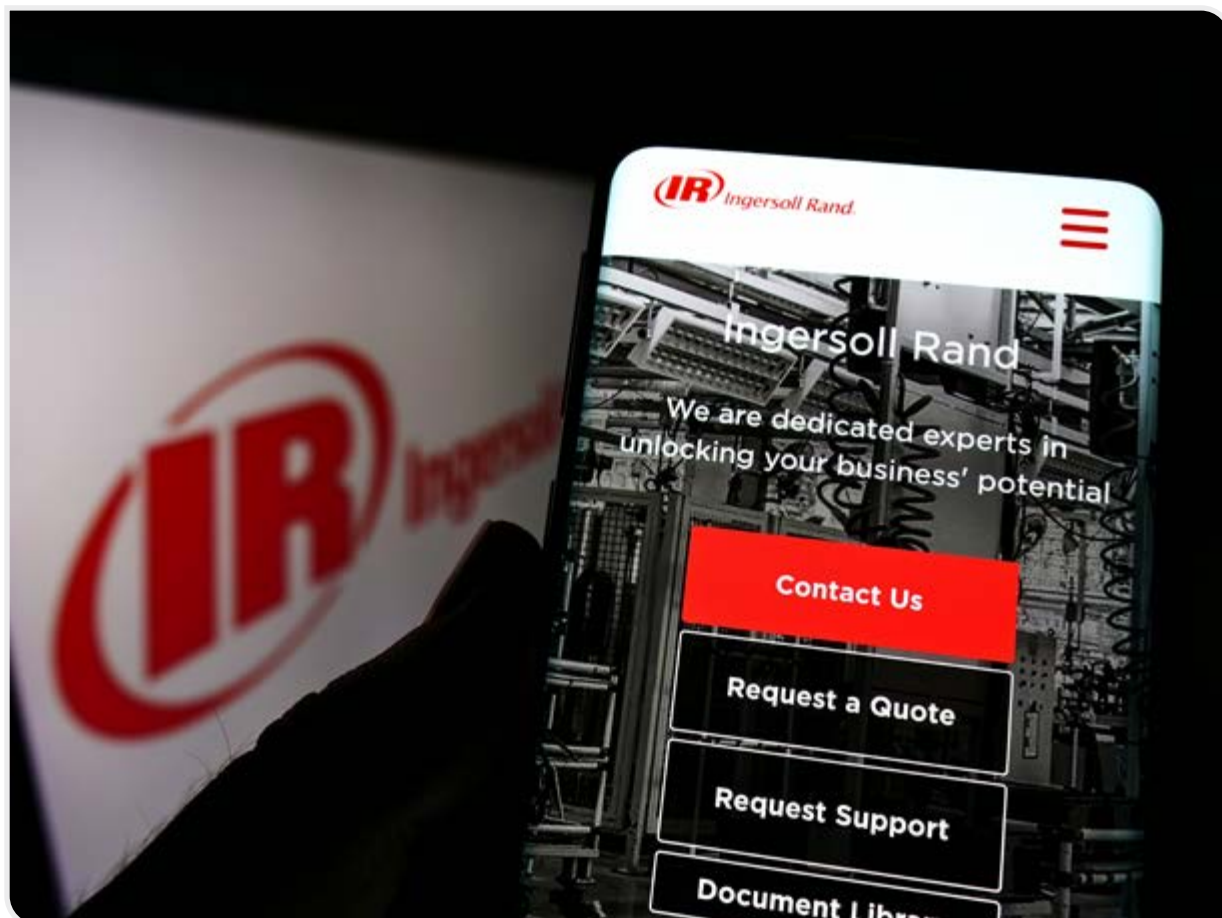 IR Ingersoll
IR Ingersoll Rand.
Ingersoll Rand
We are dedicated experts in
unlocking your business' potential
Contact Us
Request a Quote
Request Support
Document